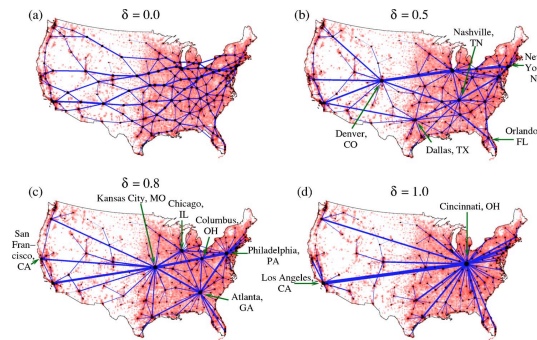 (a)
δ = 0.0
(b)
δ = 0.5
Nashville,
TN
Ne
Yo
N
Denver,
CO
Dallas, TX
Orlando
FL
(c)
δ = 0.8
Kansas City, MO
Chicago,
IL
Columbus,
OH
San
Fran-
cisco,
CA
Philadelphia,
PA
Atlanta,
GA
(d)
δ = 1.0
Cincinnati, OH
Los Angeles,
CA